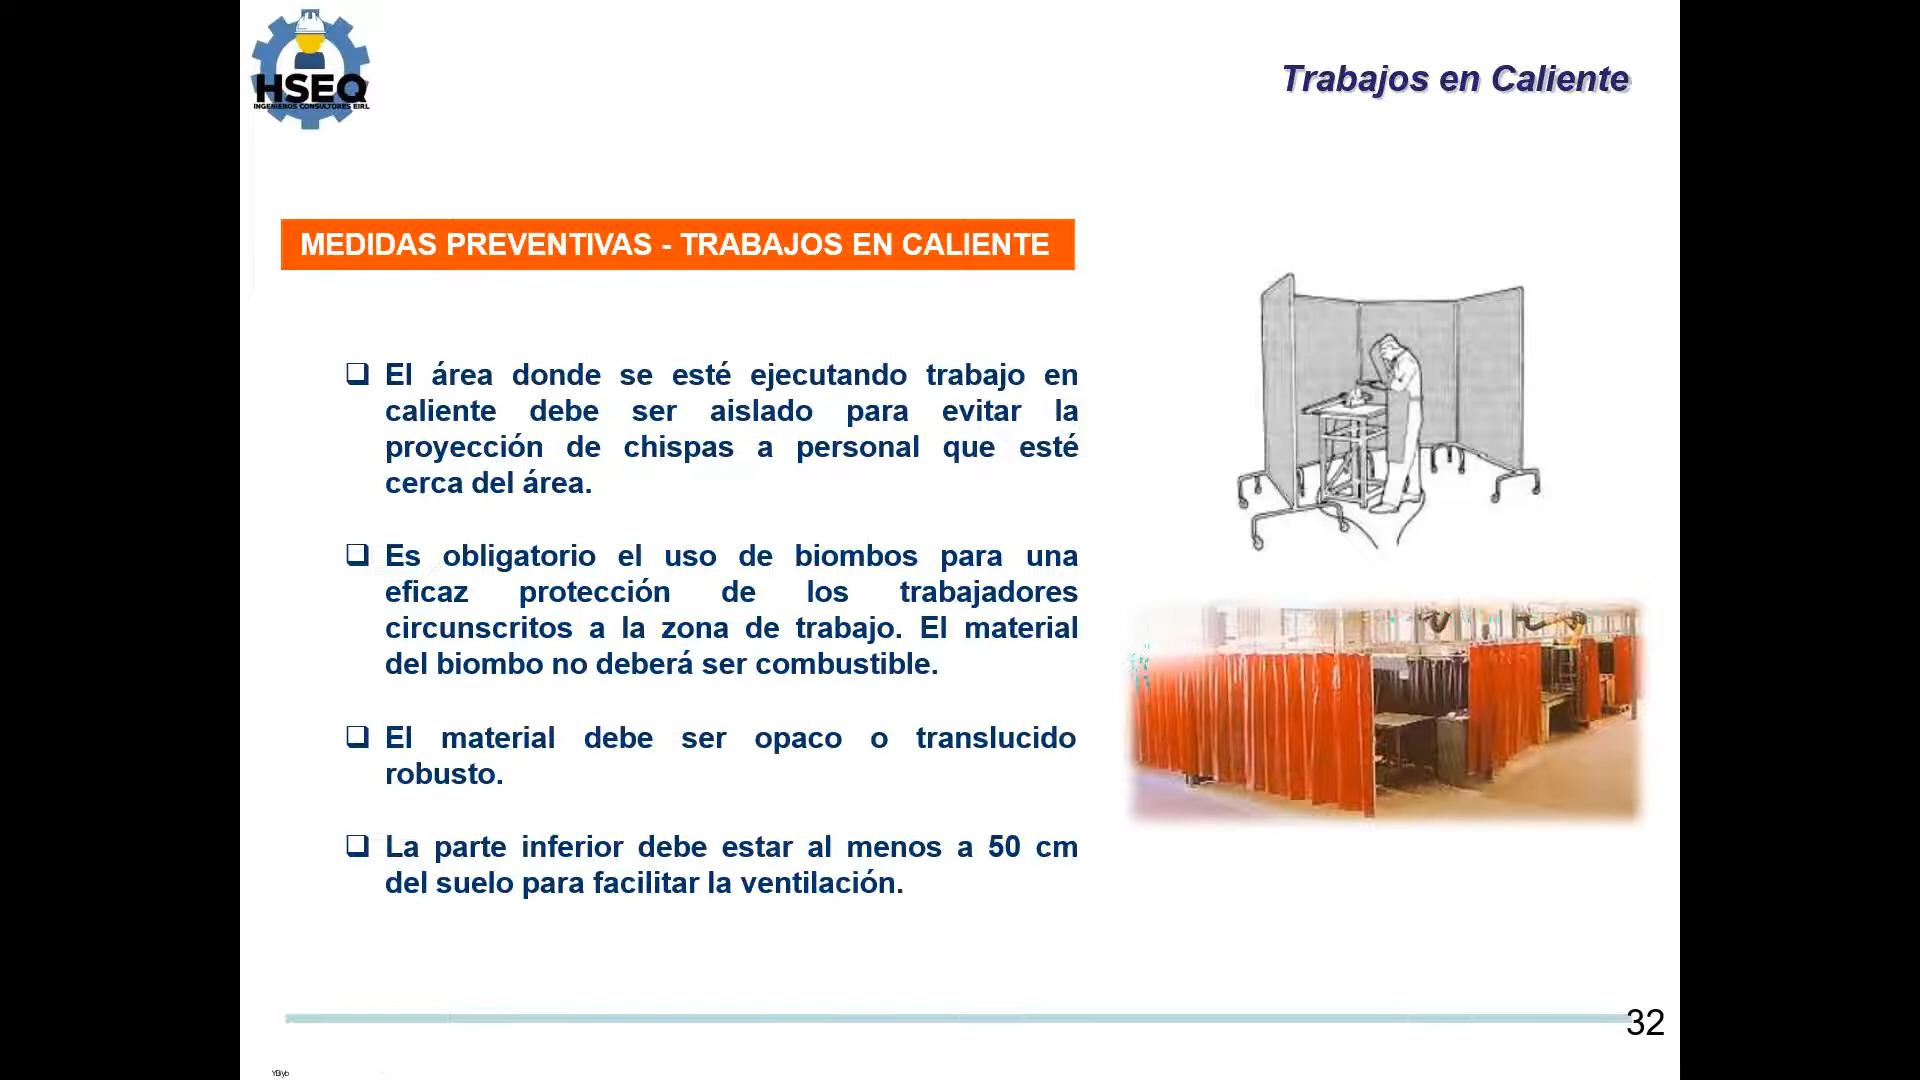 HSEQ
INGENIEROS CONSULTORES EIRL
Trabajos en Caliente
MEDIDAS PREVENTIVAS - TRABAJOS EN CALIENTE
El área donde se esté ejecutando trabajo en
caliente debe ser aislado para evitar la
proyección de chispas a personal que esté
cerca del área.
Es obligatorio el uso de biombos para una
eficaz protección de los trabajadores
circunscritos a la zona de trabajo. El material
del biombo no deberá ser combustible.
El material debe ser opaco o translucido
robusto.
La parte inferior debe estar al menos a 50 cm
del suelo para facilitar la ventilación.
32